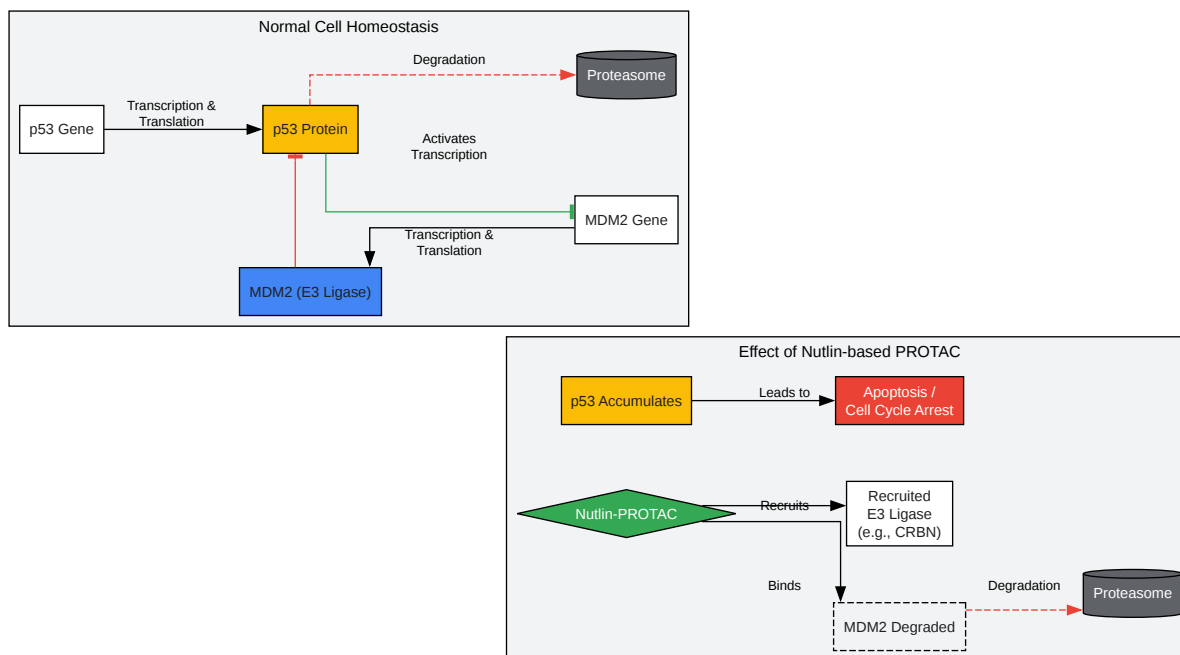 Normal Cell Homeostasis
Degradation
Proteasome
Transcription &
Translation
p53 Gene
p53 Protein
Activates
Transcription
MDM2 Gene
Transcription &
Translation
MDM2 (E3 Ligase)
Effect of Nutlin-based PROTAC
p53 Accumulates
Leads to
Apoptosis /
Cell Cycle Arrest
Nutlin-PROTAC
Recruits
Recruited
E3 Ligase
(e.g., CRBN)
Binds
Degradation
Proteasome
MDM2 Degraded